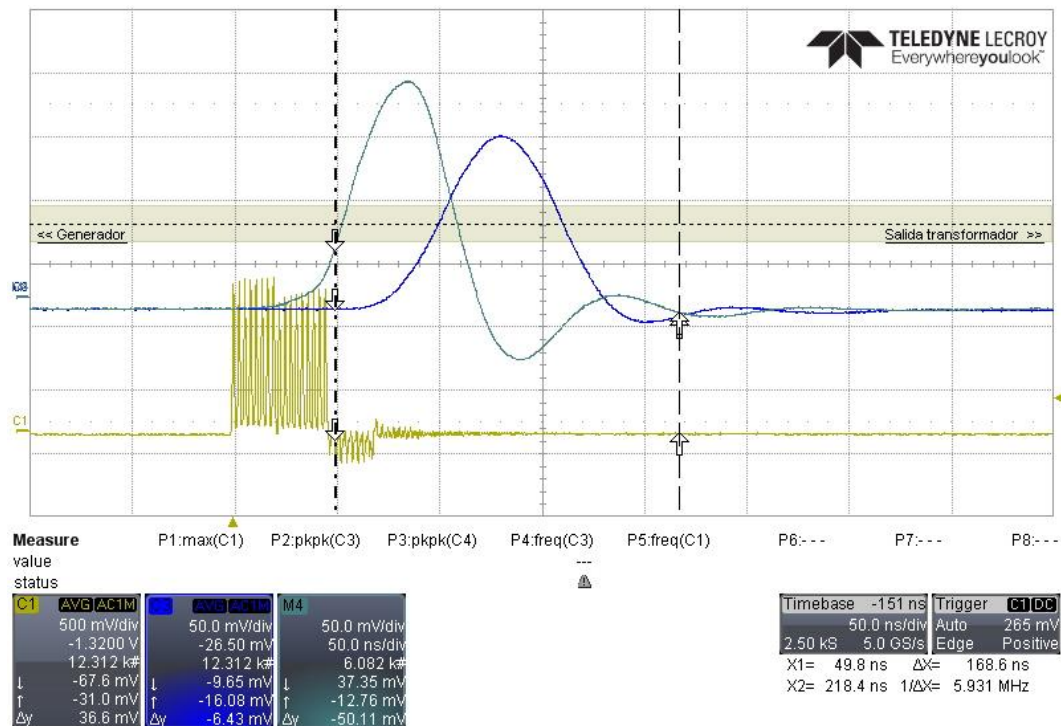 TELEDYNE LECROY
Everywhereyoulook™
<< Generador
Salida transformador >>
C1
Measure P1:max(C1) P2:pkpk(C3) P3:pkpk(C4) P4:freq(C3) P5:freq(C1) P6:- - - P7:- - - P8:- - -
value ---
status
C1 AVG AC1M
500 mV/div
-1.3200 V
12.312 k#
↓ -67.6 mV
↑ -31.0 mV
Δy 36.6 mV
C3 AVG AC1M
50.0 mV/div
-26.50 mV
12.312 k#
↓ -9.65 mV
↑ -16.08 mV
Δy -6.43 mV
M4
50.0 mV/div
50.0 ns/div
6.082 k#
37.35 mV
-12.76 mV
-50.11 mV
Timebase -151 ns
50.0 ns/div
2.50 kS 5.0 GS/s
Trigger C1 DC
Auto 265 mV
Edge Positive
X1= 49.8 ns ΔX= 168.6 ns
X2= 218.4 ns 1/ΔX= 5.931 MHz